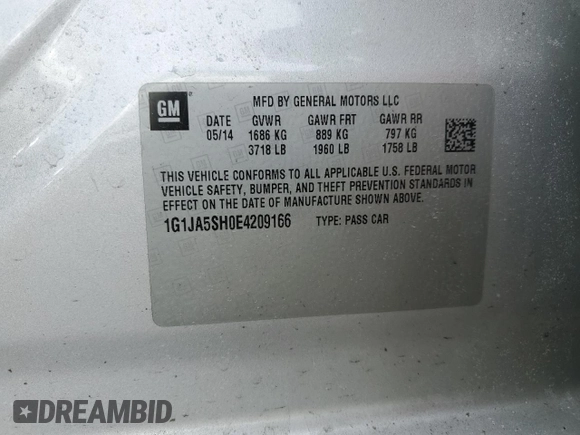 GM
MFD BY GENERAL MOTORS LLC
DATE GVWR GAWR FRT GAWR RR
05/14 1686 KG 889 KG 797 KG
3718 LB 1960 LB 1758 LB
THIS VEHICLE CONFORMS TO ALL APPLICABLE U.S. FEDERAL MOTOR
VEHICLE SAFETY, BUMPER, AND THEFT PREVENTION STANDARDS IN
EFFECT ON THE DATE OF MANUFACTURE SHOWN ABOVE.
1G1JA5SH0E4209166 TYPE: PASS CAR
DREAMBID